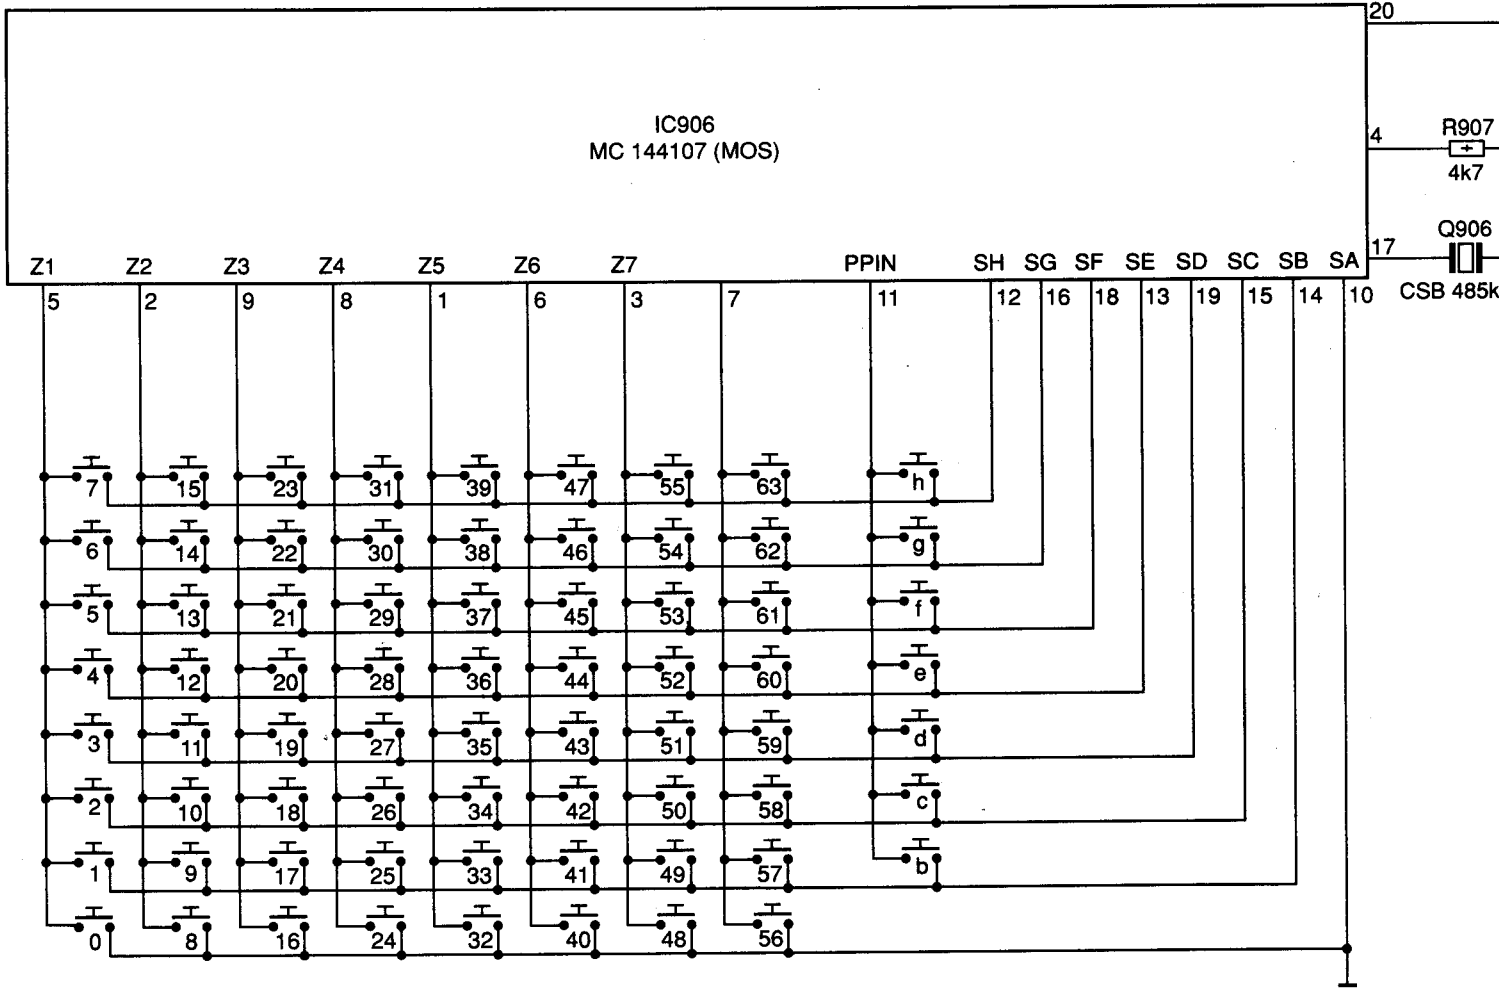 20
IC906
MC 144107 (MOS)
4
R907
4k7
Q906
17
CSB 485k
Z1 Z2 Z3 Z4 Z5 Z6 Z7 PPIN SH SG SF SE SD SC SB SA
5 2 9 8 1 6 3 7 11 12 16 18 13 19 15 14 10
7 15 23 31 39 47 55 63 h
6 14 22 30 38 46 54 62 g
5 13 21 29 37 45 53 61 f
4 12 20 28 36 44 52 60 e
3 11 19 27 35 43 51 59 d
2 10 18 26 34 42 50 58 c
1 9 17 25 33 41 49 57 b
0 8 16 24 32 40 48 56